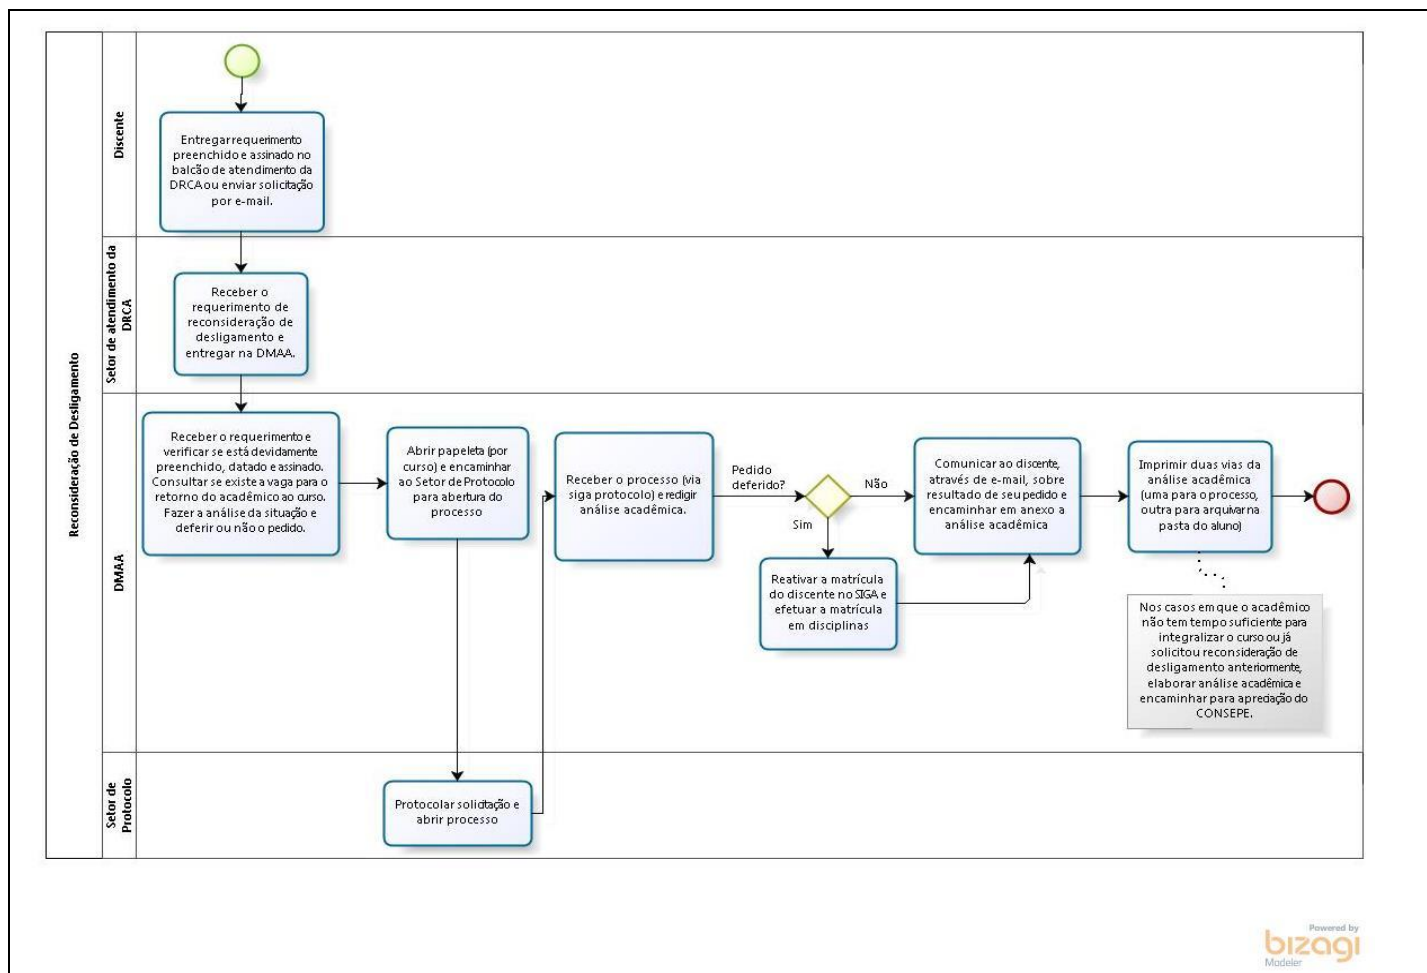 Reconsideração de Desligamento
Discente
Entregar requerimento
preenchido e assinado no
balcão de atendimento da
DRCA ou enviar solicitação
por e-mail.
Setor de atendimento da
DRCA
Receber o
requerimento de
reconsideração de
desligamento e
entregar na DMAA.
DMAA
Receber o requerimento e
verificar se está devidamente
preenchido, datado e assinado.
Consultar se existe a vaga para o
retorno do acadêmico ao curso.
Fazer a análise da situação e
deferir ou não o pedido.
Abrir papeleta (por
curso) e encaminhar
ao Setor de Protocolo
para abertura do
processo
Receber o processo (via
siga protocolo) e redigir
análise acadêmica.
Pedido
deferido?
Não
Sim
Reativar a matrícula
do discente no SIGA e
efetuar a matrícula
em disciplinas
Comunicar ao discente,
através de e-mail, sobre
resultado de seu pedido e
encaminhar em anexo a
análise acadêmica
Imprimir duas vias da
análise acadêmica
(uma para o processo,
outra para arquivar na
pasta do aluno)
Nos casos em que o acadêmico
não tem tempo suficiente para
integralizar o curso ou já
solicitou reconsideração de
desligamento anteriormente,
elaborar análise acadêmica e
encaminhar para apreciação do
CONSEPE.
Setor de
Protocolo
Protocolar solicitação e
abrir processo
Powered by
bizagi
Modeler